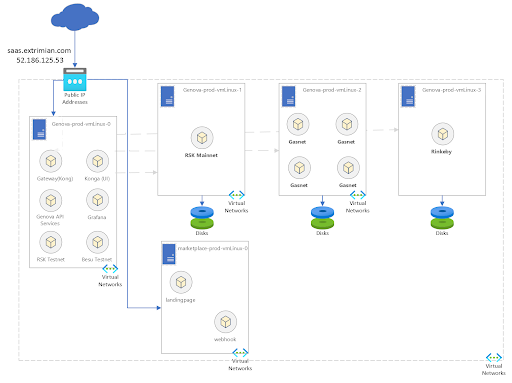 saas.extrimian.com
52.186.125.53
Public IP
Addresses
Genova-prod-vmLinux-0
Gateway(Kong)
Konga (UI)
Genova API
Services
Grafana
RSK Testnet
Besu Testnet
Virtual
Networks
Genova-prod-vmLinux-1
RSK Mainnet
Virtual
Networks
Disks
Genova-prod-vmLinux-2
Gasnet
Gasnet
Gasnet
Gasnet
Virtual
Networks
Disks
Genova-prod-vmLinux-3
Rinkeby
Disks
marketplace-prod-vmLinux-0
landingpage
webhook
Virtual
Networks
Virtual
Networks